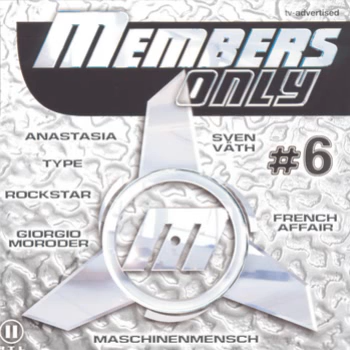 tv-advertised
MEMBERS
ONLY
ANASTASIA
SVEN
VÄTH
#6
TYPE
ROCKSTAR
GIORGIO
MORODER
FRENCH
AFFAIR
M
MASCHINENMENSCH